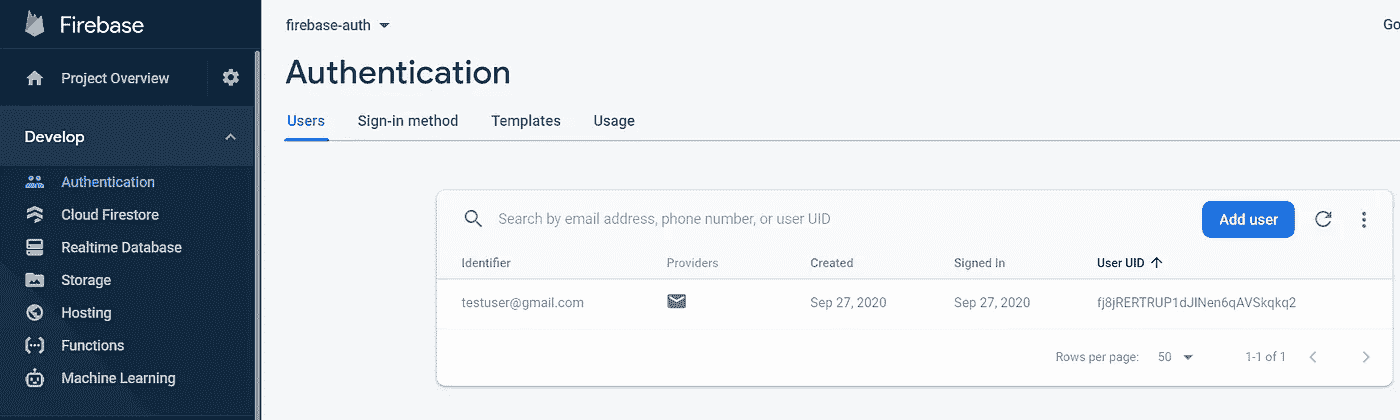 Firebase
Project Overview
Develop
Authentication
Cloud Firestore
Realtime Database
Storage
Hosting
Functions
Machine Learning
firebase-auth
Go
Authentication
Users Sign-in method Templates Usage
Search by email address, phone number, or user UID Add user
Identifier Providers Created Signed In User UID
testuser@gmail.com Sep 27, 2020 Sep 27, 2020 fj8jRERTRUP1dJINen6qAVSkqkq2
Rows per page: 50 1-1 of 1